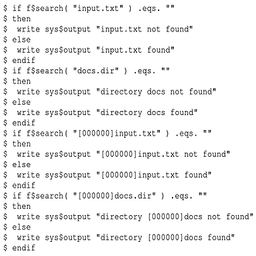 $ if f$search( "input.txt" ) .eqs. ""
$ then
$  write sys$output "input.txt not found"
$ else
$  write sys$output "input.txt found"
$ endif
$ if f$search( "docs.dir" ) .eqs. ""
$ then
$  write sys$output "directory docs not found"
$ else
$  write sys$output "directory docs found"
$ endif
$ if f$search( "[000000]input.txt" ) .eqs. ""
$ then
$  write sys$output "[000000]input.txt not found"
$ else
$  write sys$output "[000000]input.txt found"
$ endif
$ if f$search( "[000000]docs.dir" ) .eqs. ""
$ then
$  write sys$output "directory [000000]docs not found"
$ else
$  write sys$output "directory [000000]docs found"
$ endif